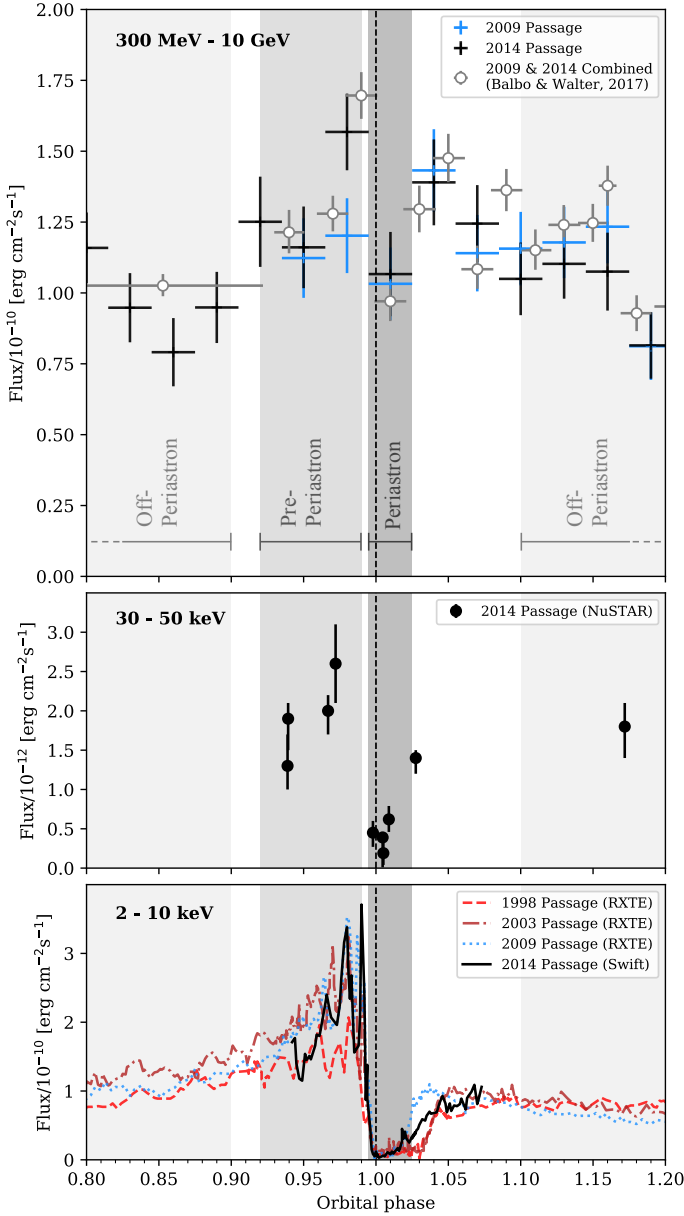 2.00
1.75
1.50
1.25
1.00
0.75
0.50
0.25
0.00
Flux/10⁻¹⁰ [erg cm⁻²s⁻¹]
300 MeV - 10 GeV
2009 Passage
2014 Passage
2009 & 2014 Combined
(Balbo & Walter, 2017)
Off-
Periastron
Pre-
Periastron
Periastron
Off-
Periastron
3.0
2.5
2.0
1.5
1.0
0.5
0.0
Flux/10⁻¹² [erg cm⁻²s⁻¹]
30 - 50 keV
2014 Passage (NuSTAR)
3
2
1
0
Flux/10⁻¹⁰ [erg cm⁻²s⁻¹]
2 - 10 keV
1998 Passage (RXTE)
2003 Passage (RXTE)
2009 Passage (RXTE)
2014 Passage (Swift)
0.80 0.85 0.90 0.95 1.00 1.05 1.10 1.15 1.20
Orbital phase